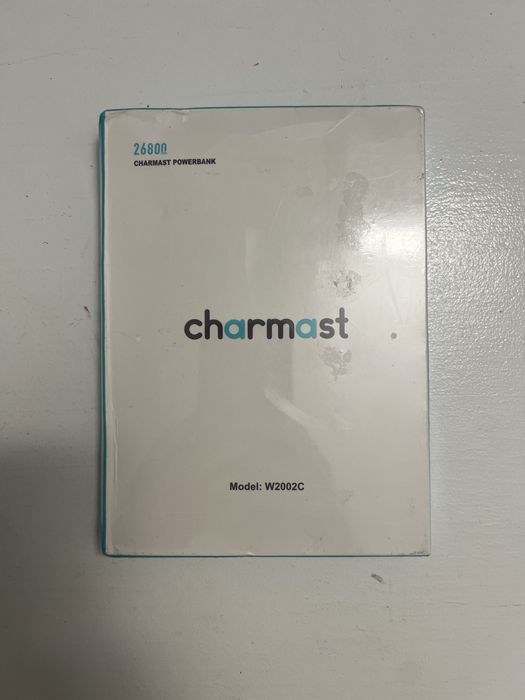 26800
CHARMAST POWERBANK
charmast
Model: W2002C